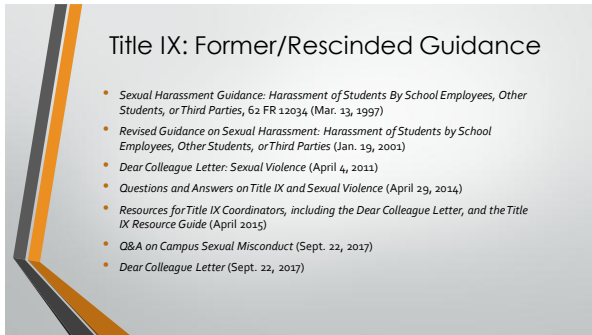 Title IX: Former/Rescinded Guidance
• Sexual Harassment Guidance: Harassment of Students By School Employees, Other
Students, or Third Parties, 62 FR 12034 (Mar. 13, 1997)
• Revised Guidance on Sexual Harassment: Harassment of Students by School
Employees, Other Students, or Third Parties (Jan. 19, 2001)
• Dear Colleague Letter: Sexual Violence (April 4, 2011)
• Questions and Answers on Title IX and Sexual Violence (April 29, 2014)
• Resources for Title IX Coordinators, including the Dear Colleague Letter, and the Title
IX Resource Guide (April 2015)
• Q&A on Campus Sexual Misconduct (Sept. 22, 2017)
• Dear Colleague Letter (Sept. 22, 2017)